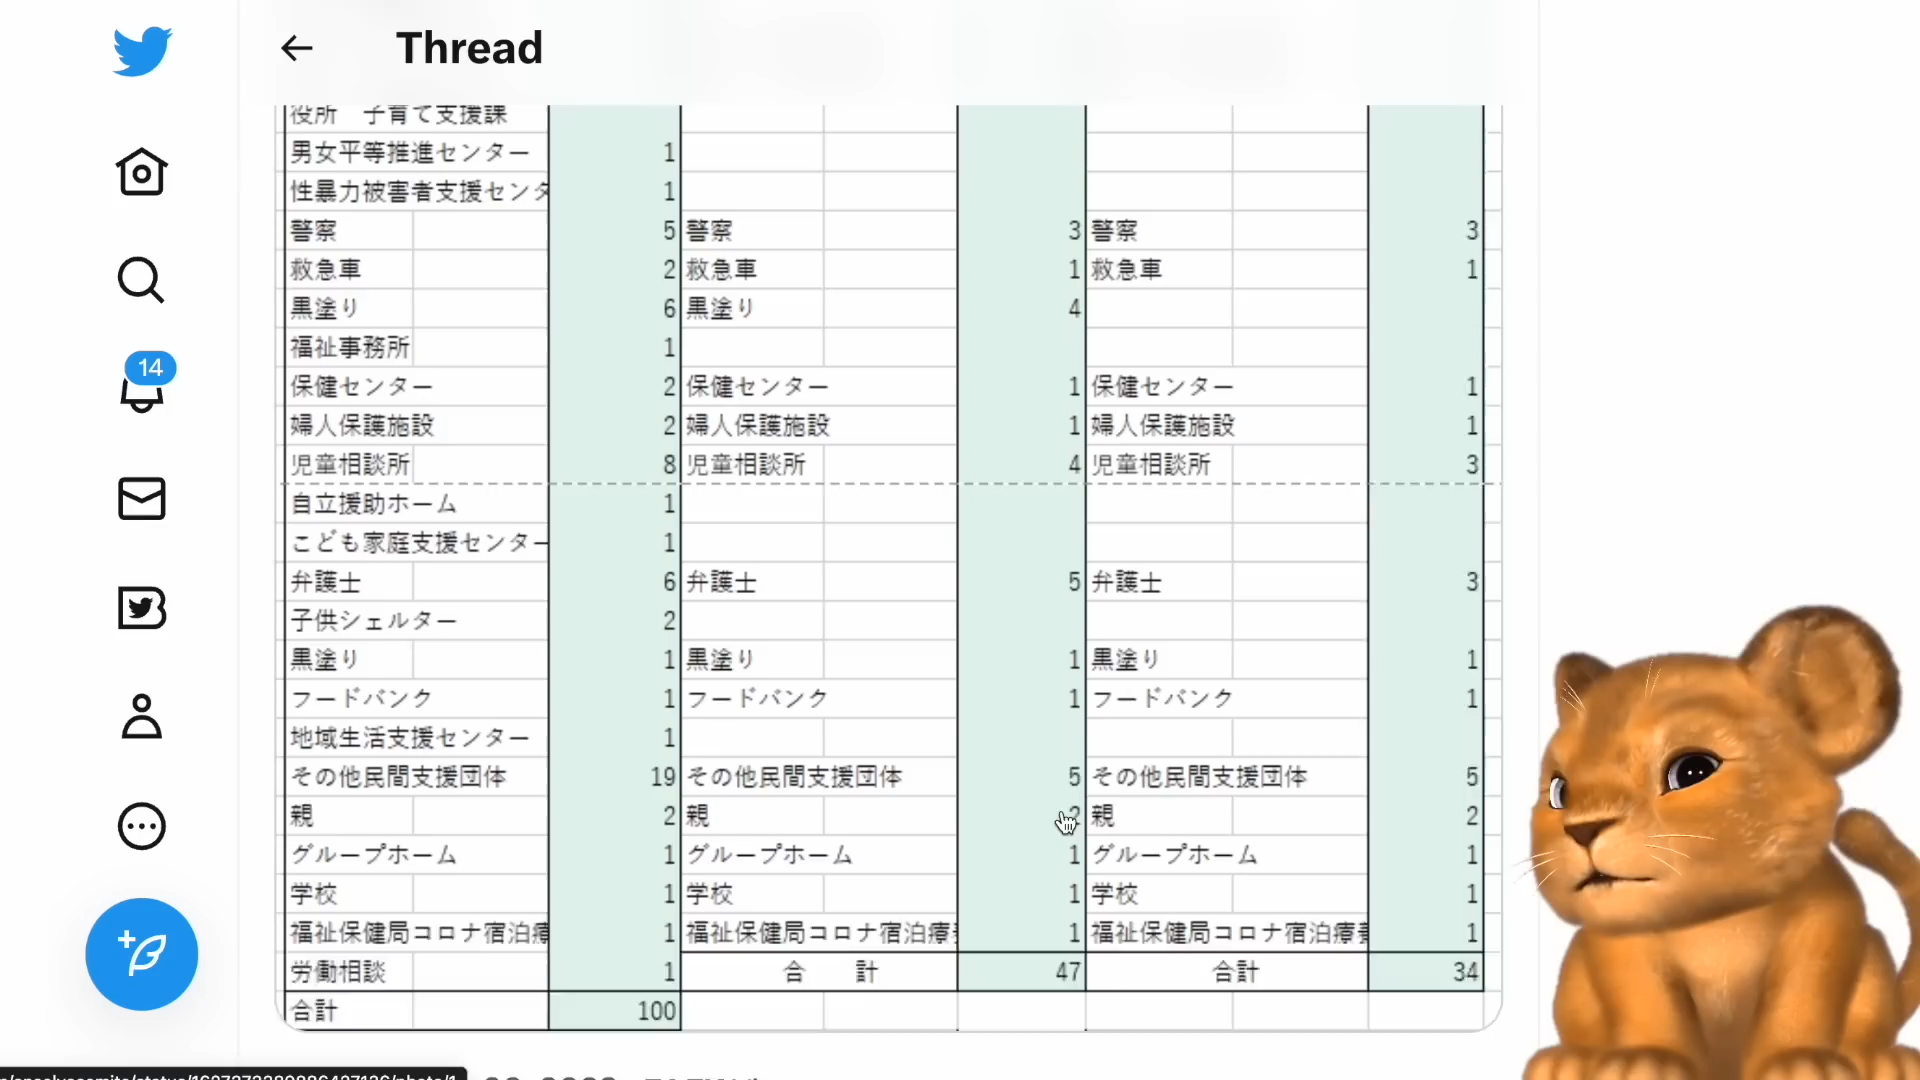 Thread
役所　子育て支援課
男女平等推進センター 1
性暴力被害者支援センタ 1
警察 5 警察 3 警察 3
救急車 2 救急車 1 救急車 1
黒塗り 6 黒塗り 4
福祉事務所 1
保健センター 2 保健センター 1 保健センター 1
婦人保護施設 2 婦人保護施設 1 婦人保護施設 1
児童相談所 8 児童相談所 4 児童相談所 3
14
自立援助ホーム 1
こども家庭支援センター 1
弁護士 6 弁護士 5 弁護士 3
子供シェルター 2
黒塗り 1 黒塗り 1 黒塗り 1
フードバンク 1 フードバンク 1 フードバンク 1
地域生活支援センター 1
その他民間支援団体 19 その他民間支援団体 5 その他民間支援団体 5
親 2 親 2 親 2
グループホーム 1 グループホーム 1 グループホーム 1
学校 1 学校 1 学校 1
福祉保健局コロナ宿泊療 1 福祉保健局コロナ宿泊療 1 福祉保健局コロナ宿泊療養 1
労働相談 1 合　計 47 合計 34
合計 100